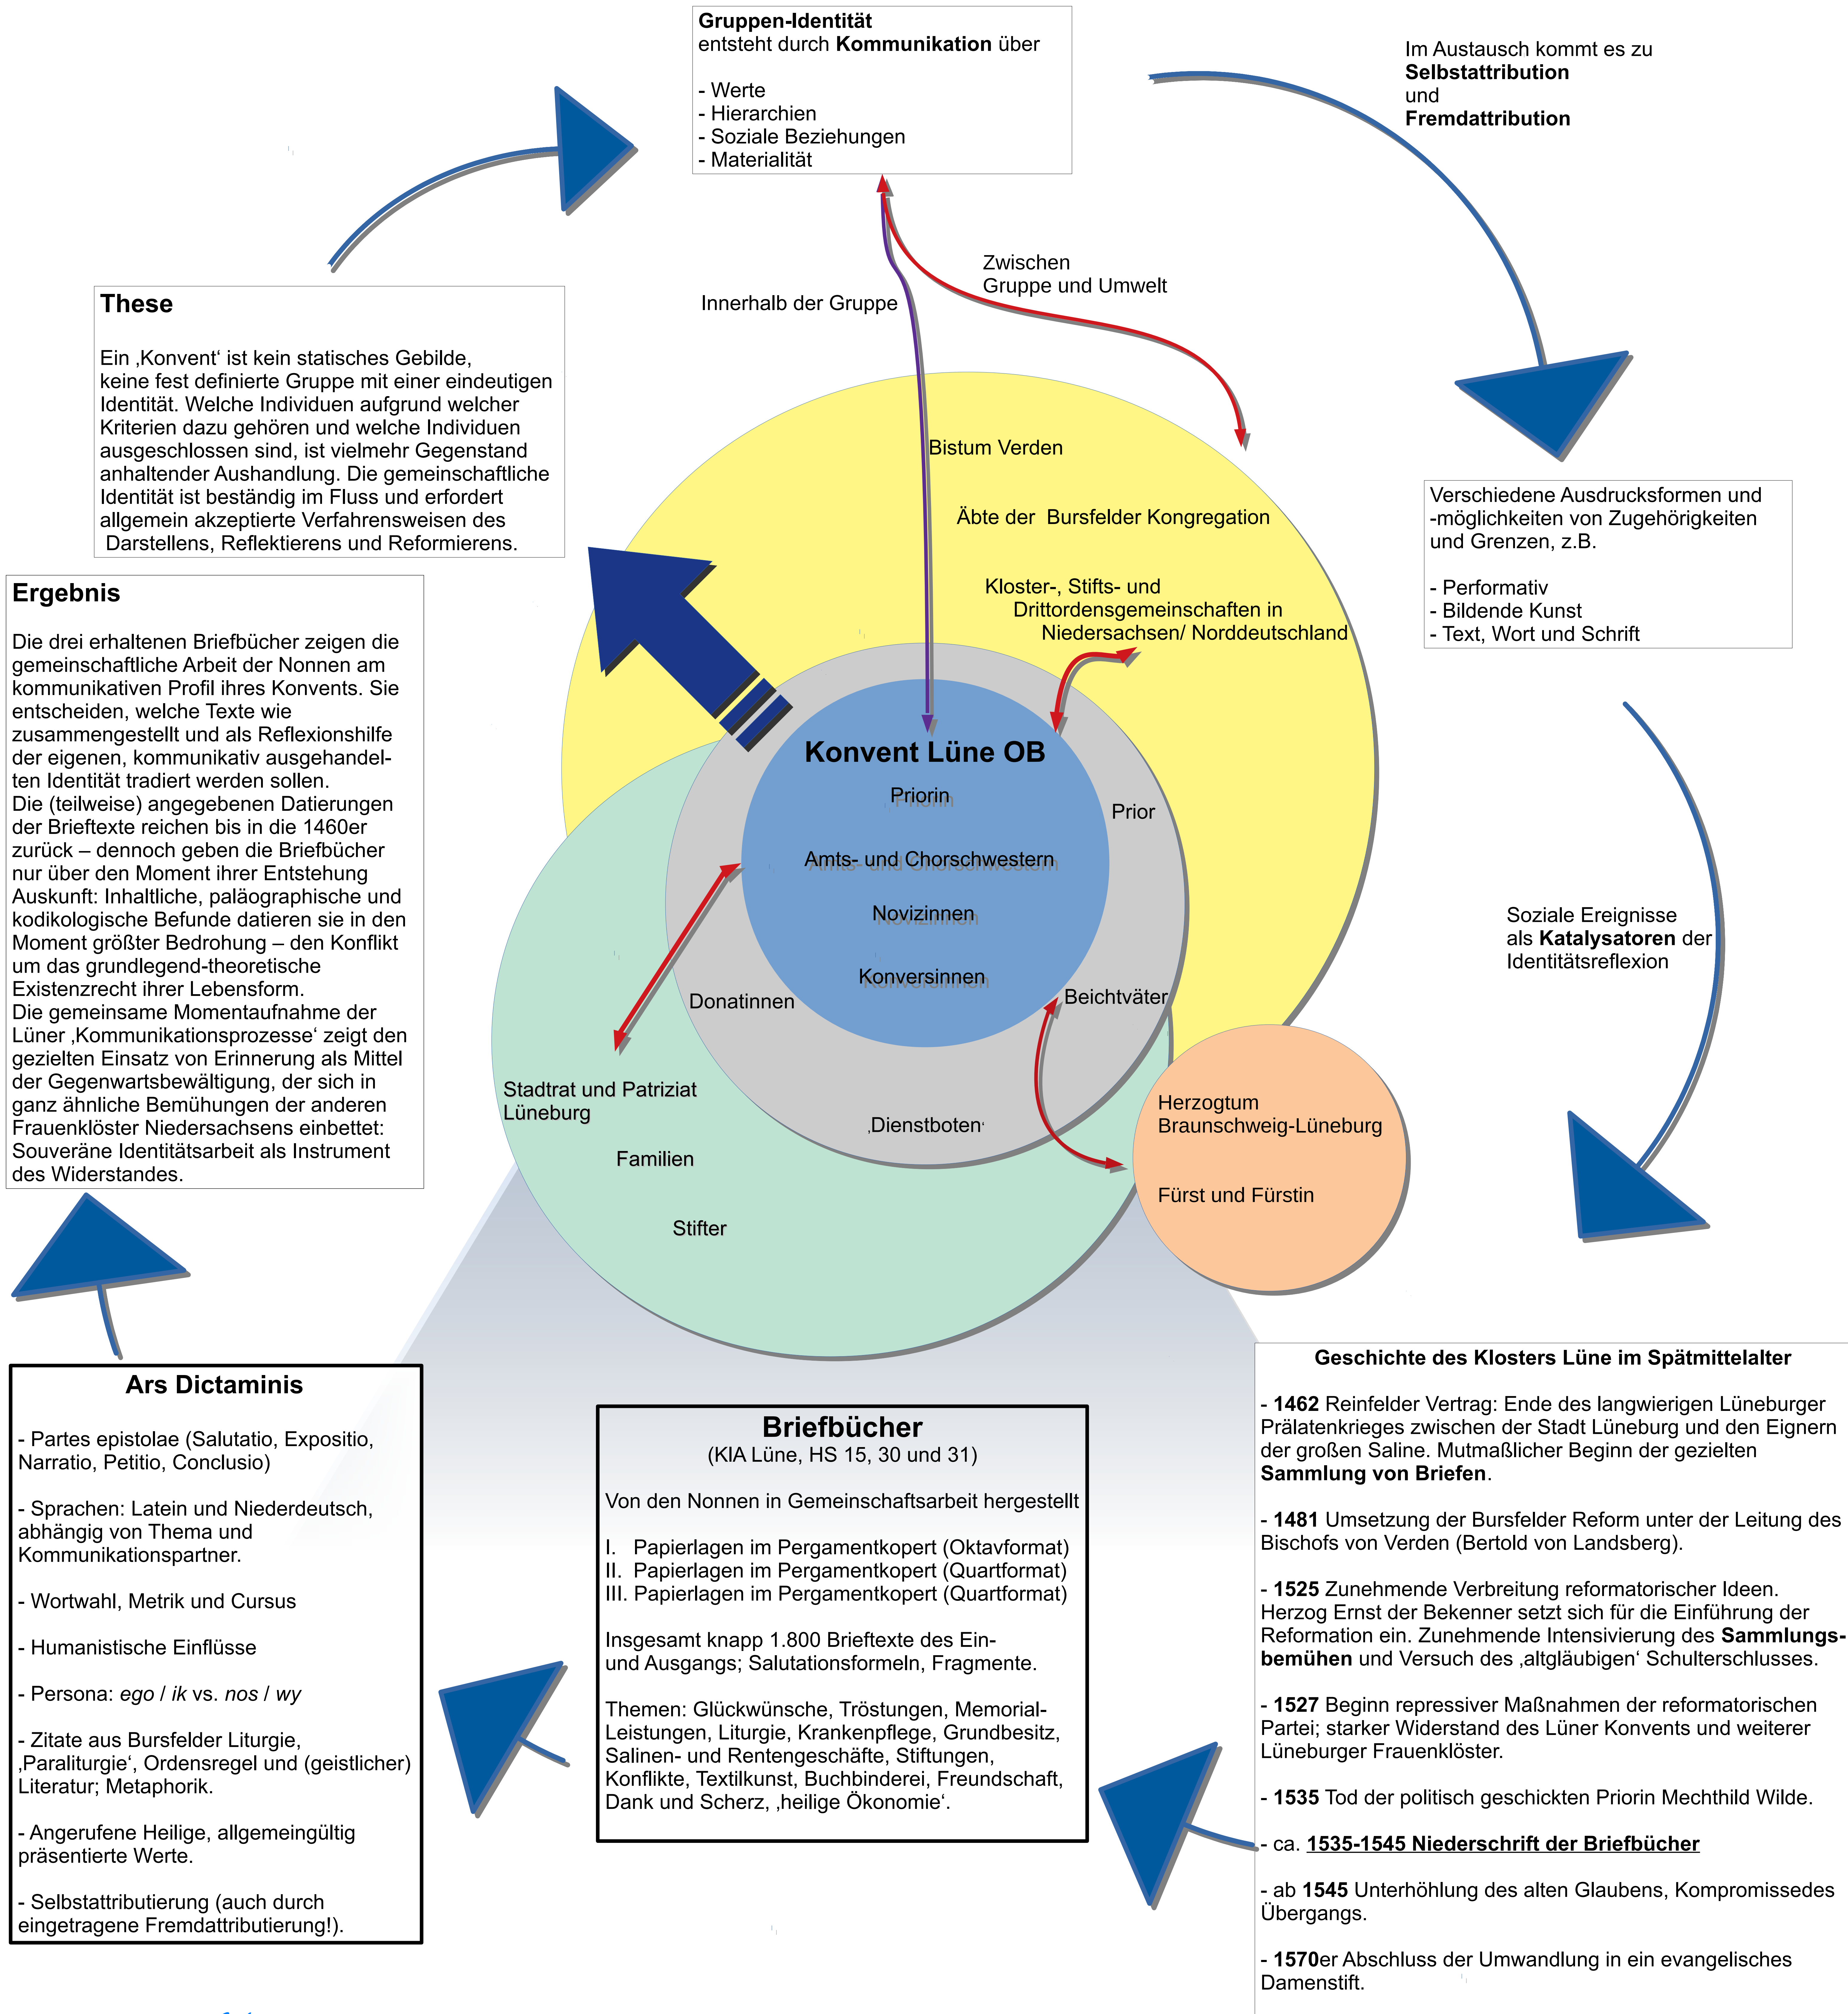 Gruppen-Identität
entsteht durch Kommunikation über
- Werte
- Hierarchien
- Soziale Beziehungen
- Materialität
Im Austausch kommt es zu
Selbstattribution
und
Fremdattribution
Zwischen
Gruppe und Umwelt
Innerhalb der Gruppe
These
Ein ‚Konvent‘ ist kein statisches Gebilde,
keine fest definierte Gruppe mit einer eindeutigen
Identität. Welche Individuen aufgrund welcher
Kriterien dazu gehören und welche Individuen
ausgeschlossen sind, ist vielmehr Gegenstand
anhaltender Aushandlung. Die gemeinschaftliche
Identität ist beständig im Fluss und erfordert
allgemein akzeptierte Verfahrensweisen des
Darstellens, Reflektierens und Reformierens.
Verschiedene Ausdrucksformen und
-möglichkeiten von Zugehörigkeiten
und Grenzen, z.B.
- Performativ
- Bildende Kunst
- Text, Wort und Schrift
Bistum Verden
Äbte der Bursfelder Kongregation
Kloster-, Stifts- und
Drittordensgemeinschaften in
Niedersachsen/ Norddeutschland
Konvent Lüne OB
Priorin
Amts- und Chorschwestern
Novizinnen
Konversinnen
Prior
Beichtväter
Donatinnen
‚Dienstboten‘
Stadtrat und Patriziat
Lüneburg
Familien
Stifter
Herzogtum
Braunschweig-Lüneburg
Fürst und Fürstin
Soziale Ereignisse
als Katalysatoren der
Identitätsreflexion
Ergebnis
Die drei erhaltenen Briefbücher zeigen die
gemeinschaftliche Arbeit der Nonnen am
kommunikativen Profil ihres Konvents. Sie
entscheiden, welche Texte wie
zusammengestellt und als Reflexionshilfe
der eigenen, kommunikativ ausgehandel-
ten Identität tradiert werden sollen.
Die (teilweise) angegebenen Datierungen
der Brieftexte reichen bis in die 1460er
zurück – dennoch geben die Briefbücher
nur über den Moment ihrer Entstehung
Auskunft: Inhaltliche, paläographische und
kodikologische Befunde datieren sie in den
Moment größter Bedrohung – den Konflikt
um das grundlegend-theoretische
Existenzrecht ihrer Lebensform.
Die gemeinsame Momentaufnahme der
Lüner ‚Kommunikationsprozesse‘ zeigt den
gezielten Einsatz von Erinnerung als Mittel
der Gegenwartsbewältigung, der sich in
ganz ähnliche Bemühungen der anderen
Frauenklöster Niedersachsens einbettet:
Souveräne Identitätsarbeit als Instrument
des Widerstandes.
Ars Dictaminis
- Partes epistolae (Salutatio, Expositio,
Narratio, Petitio, Conclusio)
- Sprachen: Latein und Niederdeutsch,
abhängig von Thema und
Kommunikationspartner.
- Wortwahl, Metrik und Cursus
- Humanistische Einflüsse
- Persona: ego / ik vs. nos / wy
- Zitate aus Bursfelder Liturgie,
‚Paraliturgie‘, Ordensregel und (geistlicher)
Literatur; Metaphorik.
- Angerufene Heilige, allgemeingültig
präsentierte Werte.
- Selbstattributierung (auch durch
eingetragene Fremdattributierung!).
Briefbücher
(KlA Lüne, HS 15, 30 und 31)
Von den Nonnen in Gemeinschaftsarbeit hergestellt
I. Papierlagen im Pergamentkopert (Oktavformat)
II. Papierlagen im Pergamentkopert (Quartformat)
III. Papierlagen im Pergamentkopert (Quartformat)
Insgesamt knapp 1.800 Brieftexte des Ein-
und Ausgangs; Salutationsformeln, Fragmente.
Themen: Glückwünsche, Tröstungen, Memorial-
Leistungen, Liturgie, Krankenpflege, Grundbesitz,
Salinen- und Rentengeschäfte, Stiftungen,
Konflikte, Textilkunst, Buchbinderei, Freundschaft,
Dank und Scherz, ‚heilige Ökonomie‘.
Geschichte des Klosters Lüne im Spätmittelalter
- 1462 Reinfelder Vertrag: Ende des langwierigen Lüneburger
Prälatenkrieges zwischen der Stadt Lüneburg und den Eignern
der großen Saline. Mutmaßlicher Beginn der gezielten
Sammlung von Briefen.
- 1481 Umsetzung der Bursfelder Reform unter der Leitung des
Bischofs von Verden (Bertold von Landsberg).
- 1525 Zunehmende Verbreitung reformatorischer Ideen.
Herzog Ernst der Bekenner setzt sich für die Einführung der
Reformation ein. Zunehmende Intensivierung des Sammlungs-
bemühen und Versuch des ‚altgläubigen‘ Schulterschlusses.
- 1527 Beginn repressiver Maßnahmen der reformatorischen
Partei; starker Widerstand des Lüner Konvents und weiterer
Lüneburger Frauenklöster.
- 1535 Tod der politisch geschickten Priorin Mechthild Wilde.
- ca. 1535-1545 Niederschrift der Briefbücher
- ab 1545 Unterhöhlung des alten Glaubens, Kompromissedes
Übergangs.
- 1570er Abschluss der Umwandlung in ein evangelisches
Damenstift.